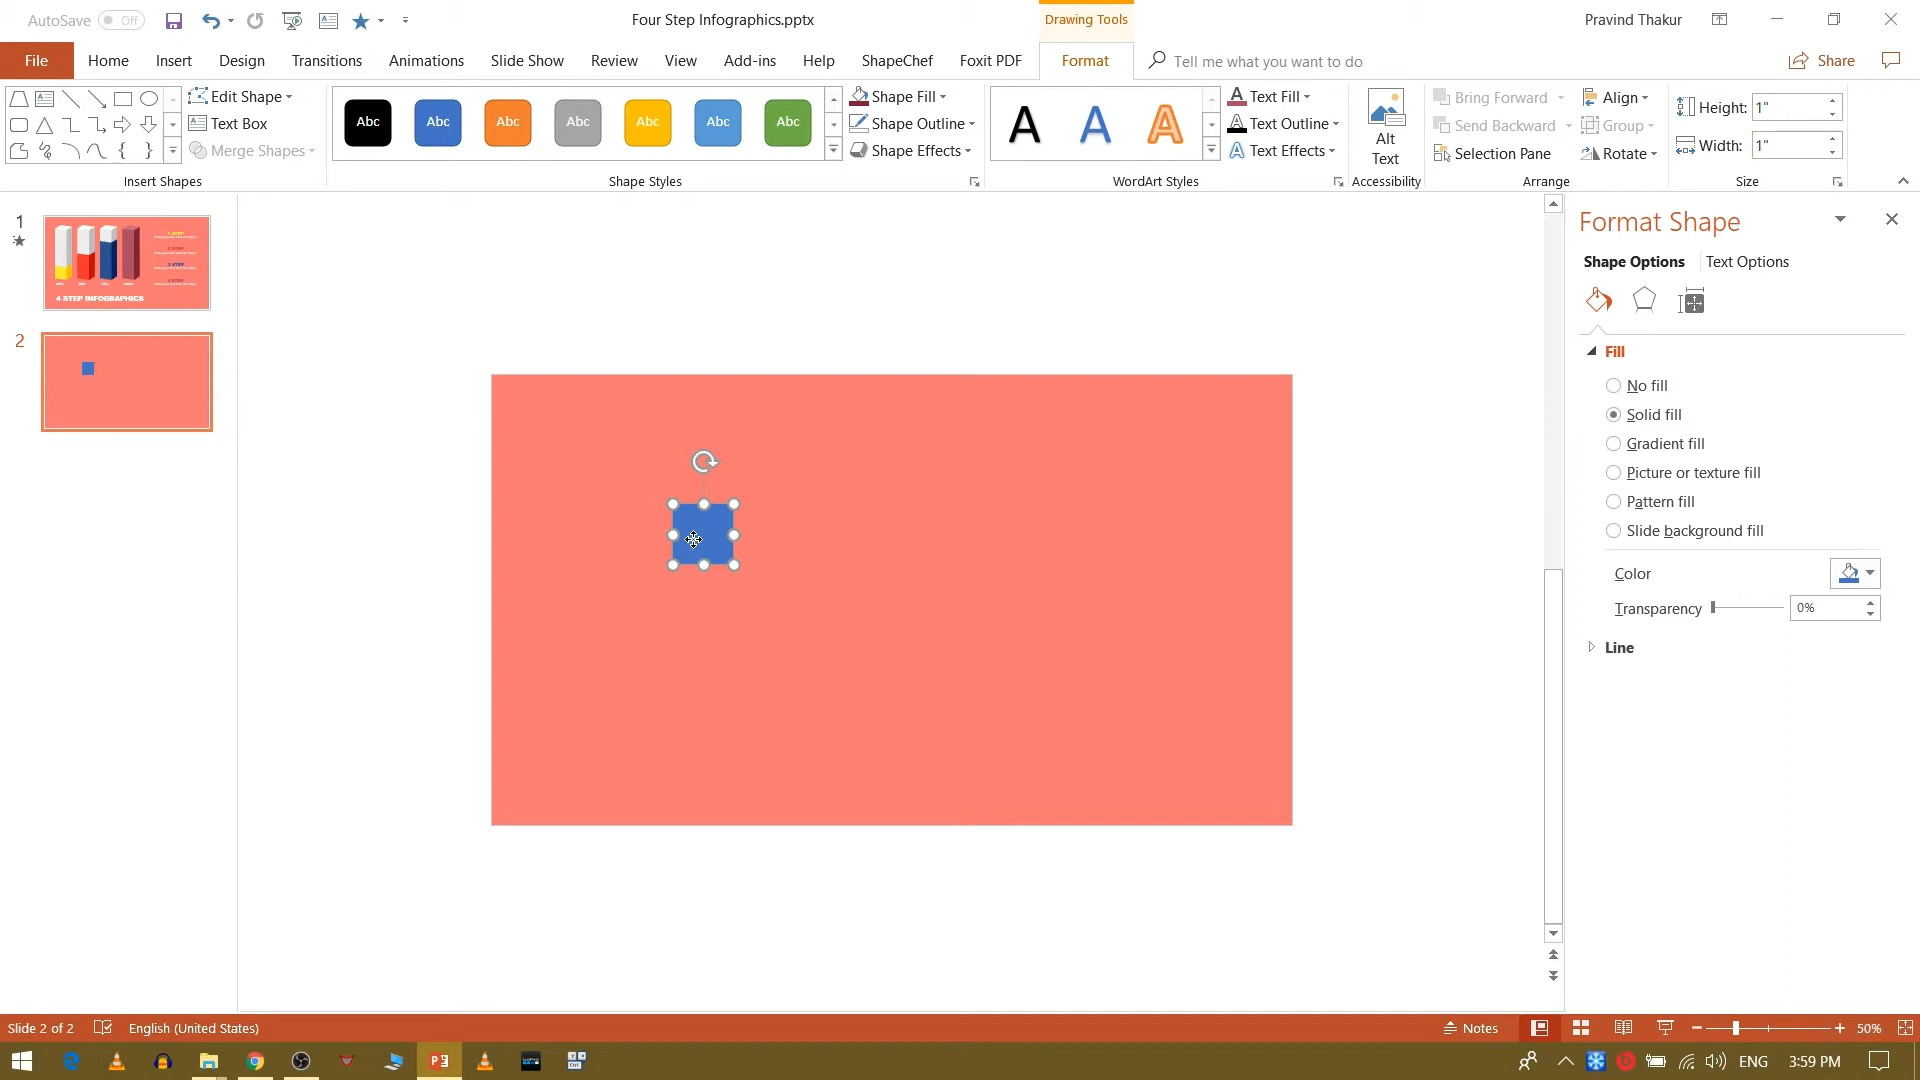 AutoSave Off
Four Step Infographics.pptx
Drawing Tools
Pravind Thakur
File Home Insert Design Transitions Animations Slide Show Review View Add-ins Help ShapeChef Foxit PDF Format Tell me what you want to do Share
Edit Shape
Text Box
Merge Shapes
Insert Shapes
Abc Abc Abc Abc Abc Abc Abc
Shape Fill
Shape Outline
Shape Effects
Shape Styles
A A A
Text Fill
Text Outline
Text Effects
WordArt Styles
Alt
Text
Accessibility
Bring Forward
Send Backward
Selection Pane
Align
Group
Rotate
Arrange
Height: 1"
Width: 1"
Size
1
4 STEP INFOGRAPHICS
2
Format Shape
Shape Options Text Options
Fill
No fill
Solid fill
Gradient fill
Picture or texture fill
Pattern fill
Slide background fill
Color
Transparency 0%
Line
Slide 2 of 2 English (United States) Notes 50%
ENG 3:59 PM